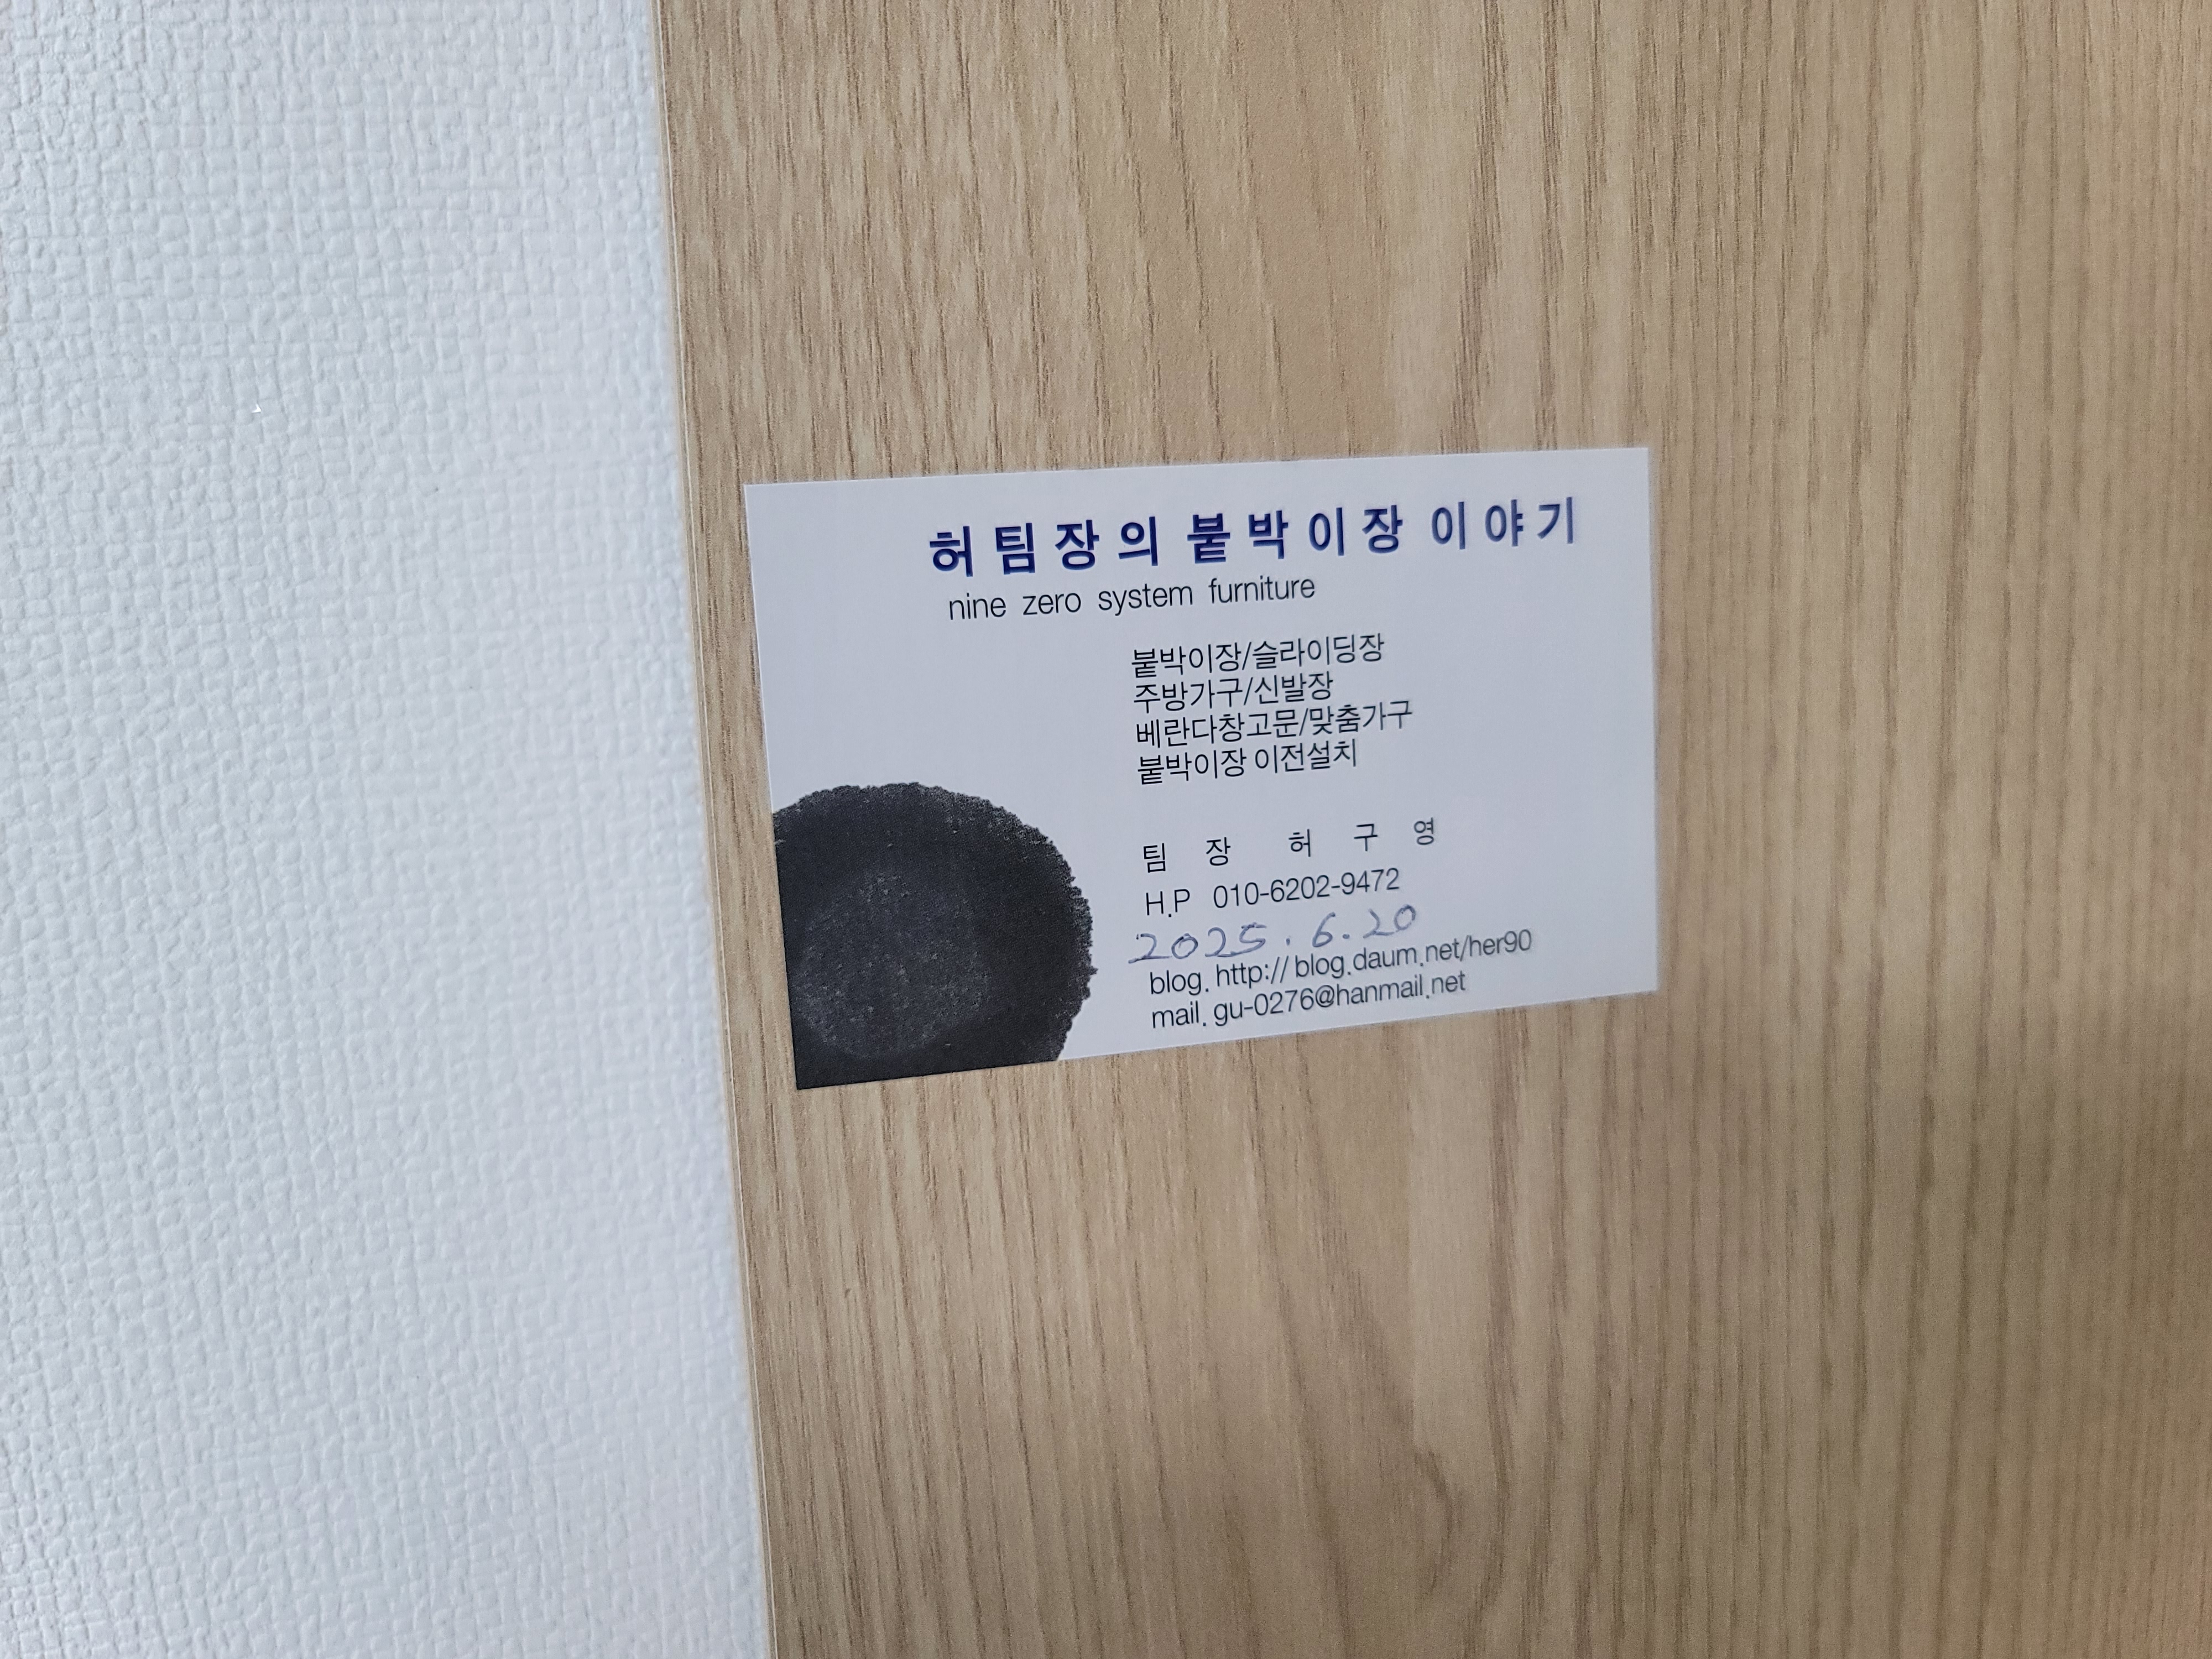 허팀장의 붙박이장 이야기
nine zero system furniture
붙박이장/슬라이딩장
주방가구/신발장
베란다창고문/맞춤가구
붙박이장 이전설치
팀 장 허 구 영
H.P 010-6202-9472
2025.6.20
blog. http://blog.daum.net/her90
mail. gu-0276@hanmail.net